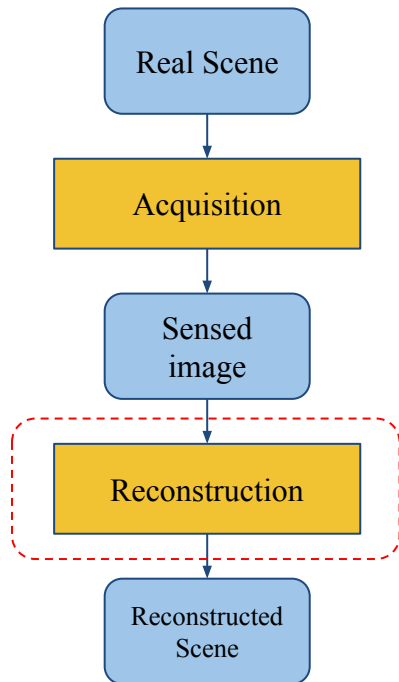 Real Scene
Acquisition
Sensed
image
Reconstruction
Reconstructed
Scene